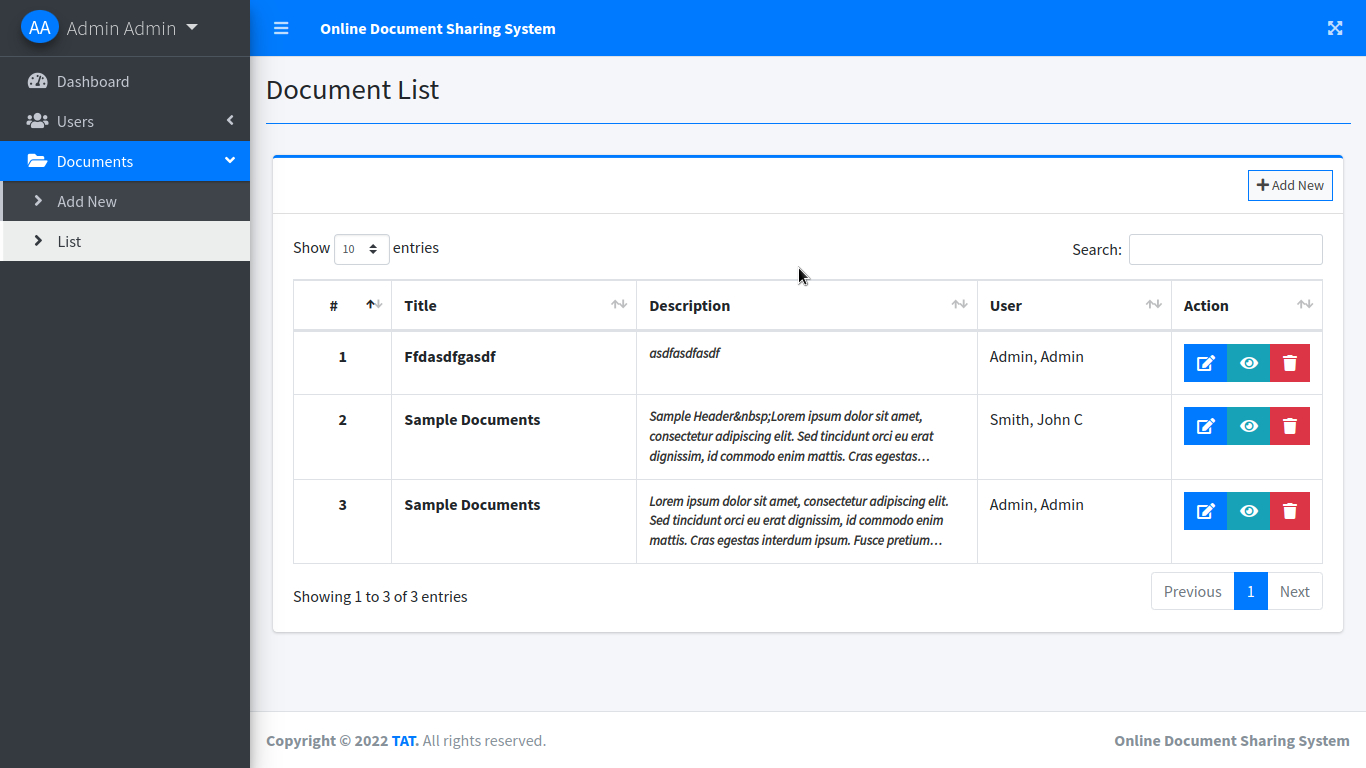 AA Admin Admin
Online Document Sharing System
Dashboard
Users
Documents
Add New
List
Document List
Add New
Show 10 entries
Search:
# Title Description User Action
1 Ffdasdfgasdf asdfasdfasdf Admin, Admin
2 Sample Documents Sample Header&nbsp;Lorem ipsum dolor sit amet, Smith, John C
consectetur adipiscing elit. Sed tincidunt orci eu erat
dignissim, id commodo enim mattis. Cras egestas…
3 Sample Documents Lorem ipsum dolor sit amet, consectetur adipiscing elit. Admin, Admin
Sed tincidunt orci eu erat dignissim, id commodo enim
mattis. Cras egestas interdum ipsum. Fusce pretium…
Showing 1 to 3 of 3 entries
Previous 1 Next
Copyright © 2022 TAT. All rights reserved.
Online Document Sharing System